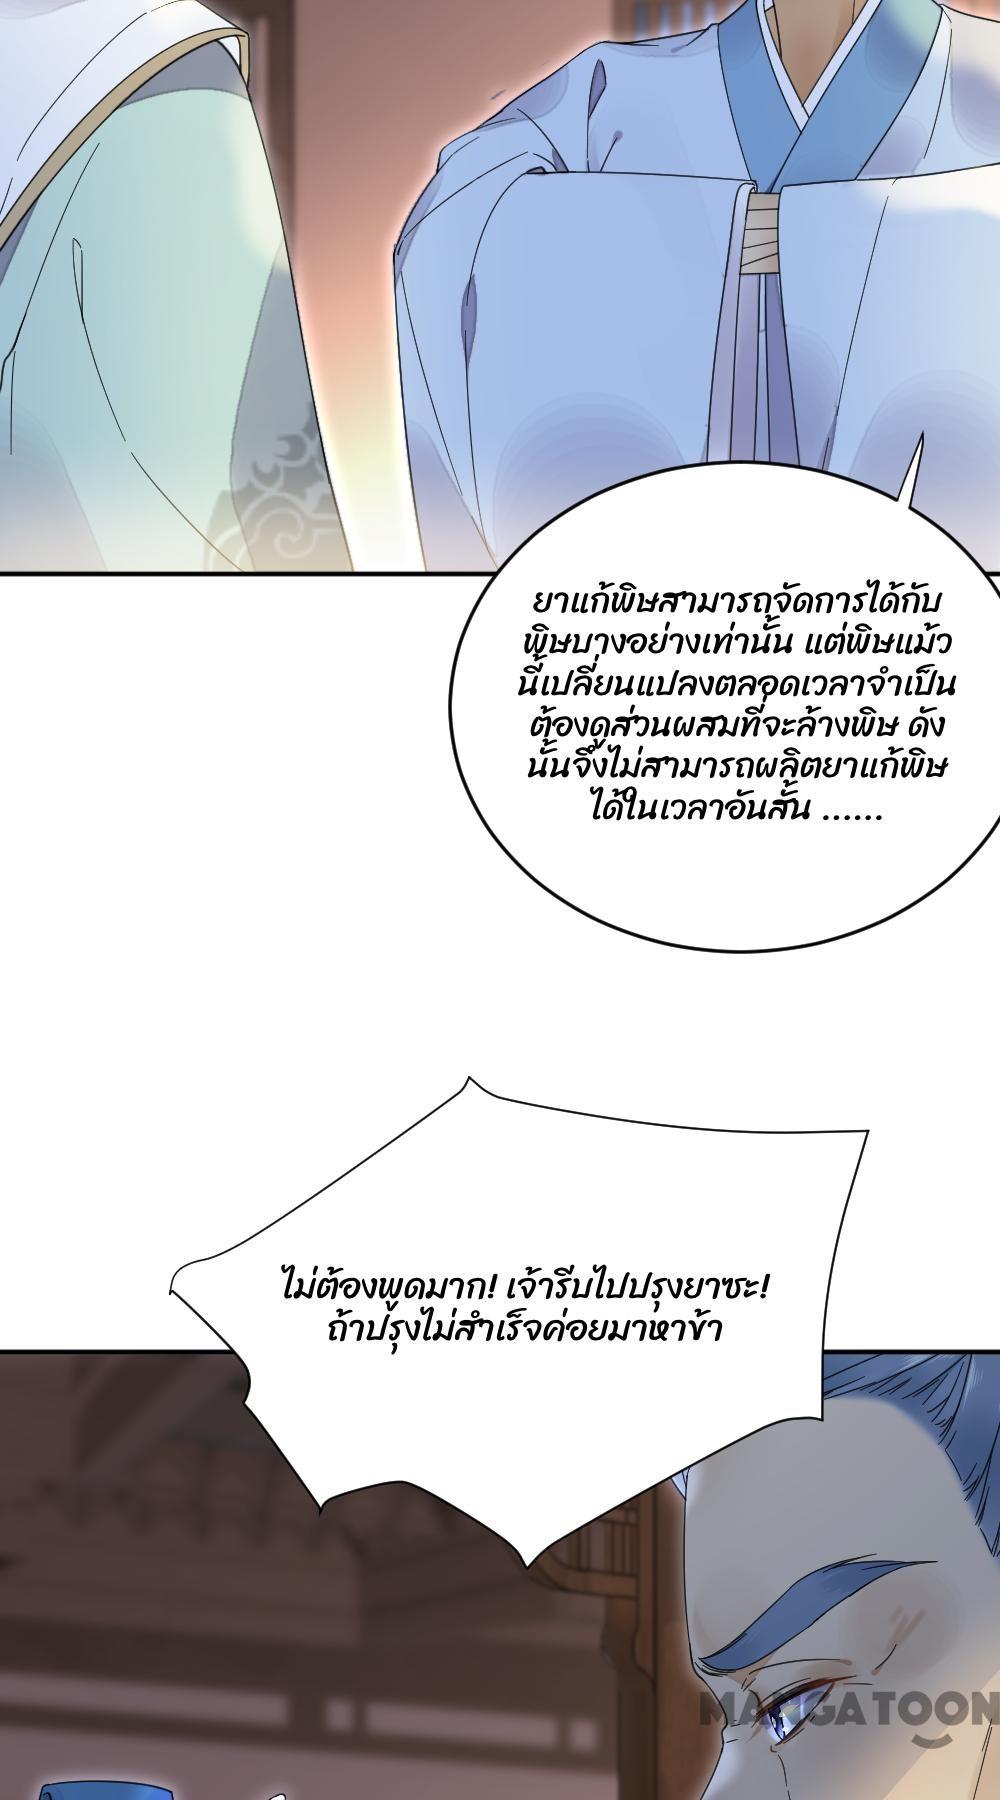 ยาแก้พิษสามารถจัดการได้กับ
พิษบางอย่างเท่านั้น แต่พิษแม้ว
นี้เปลี่ยนแปลงตลอดเวลาจำเป็น
ต้องดูส่วนผสมที่จะล้างพิษ ดัง
นั้นจึงไม่สามารถผลิตยาแก้พิษ
ได้ในเวลาอันสั้น ......
ไม่ต้องพูดมาก! เจ้ารีบไปปรุงยาซะ!
ถ้าปรุงไม่สำเร็จค่อยมาหาข้า
MANGATOON